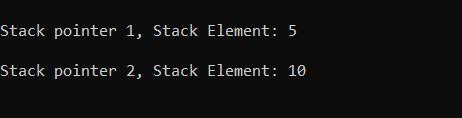 Stack pointer 1, Stack Element: 5
Stack pointer 2, Stack Element: 10